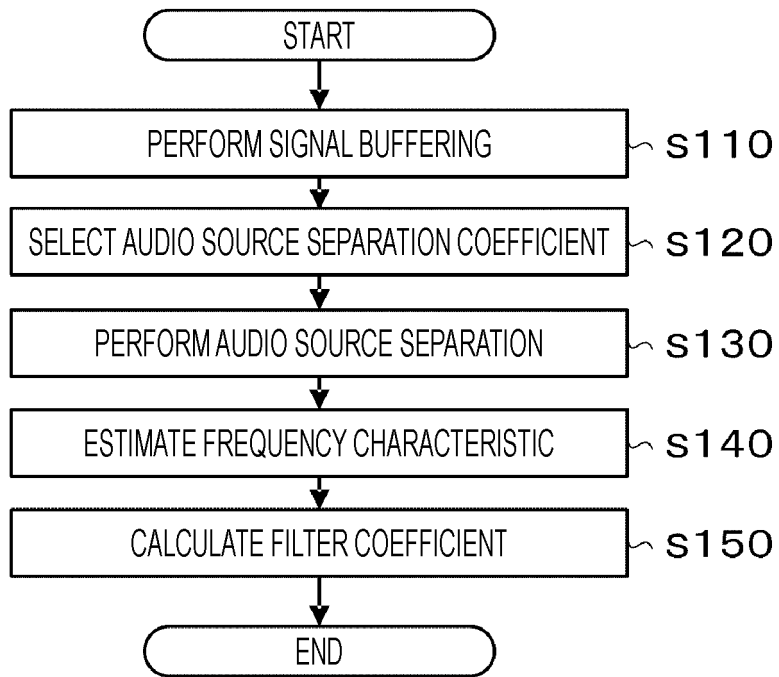 START
PERFORM SIGNAL BUFFERING S110
SELECT AUDIO SOURCE SEPARATION COEFFICIENT S120
PERFORM AUDIO SOURCE SEPARATION S130
ESTIMATE FREQUENCY CHARACTERISTIC S140
CALCULATE FILTER COEFFICIENT S150
END